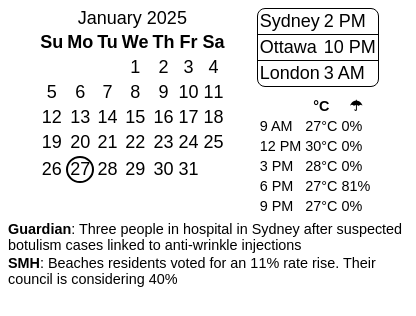 January 2025
Su Mo Tu We Th Fr Sa
1 2 3 4
5 6 7 8 9 10 11
12 13 14 15 16 17 18
19 20 21 22 23 24 25
26 27 28 29 30 31
Sydney 2 PM
Ottawa 10 PM
London 3 AM
°C ☂
9 AM 27°C 0%
12 PM 30°C 0%
3 PM 28°C 0%
6 PM 27°C 81%
9 PM 27°C 0%
Guardian: Three people in hospital in Sydney after suspected
botulism cases linked to anti-wrinkle injections
SMH: Beaches residents voted for an 11% rate rise. Their
council is considering 40%